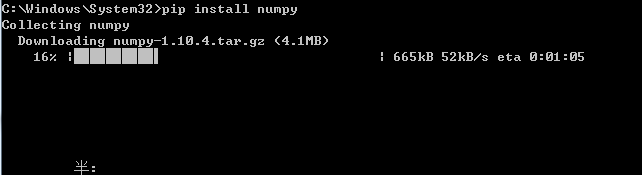 C:\Windows\System32>pip install numpy
Collecting numpy
Downloading numpy-1.10.4.tar.gz (4.1MB)
16% |█████ | 665kB 52kB/s eta 0:01:05
半: